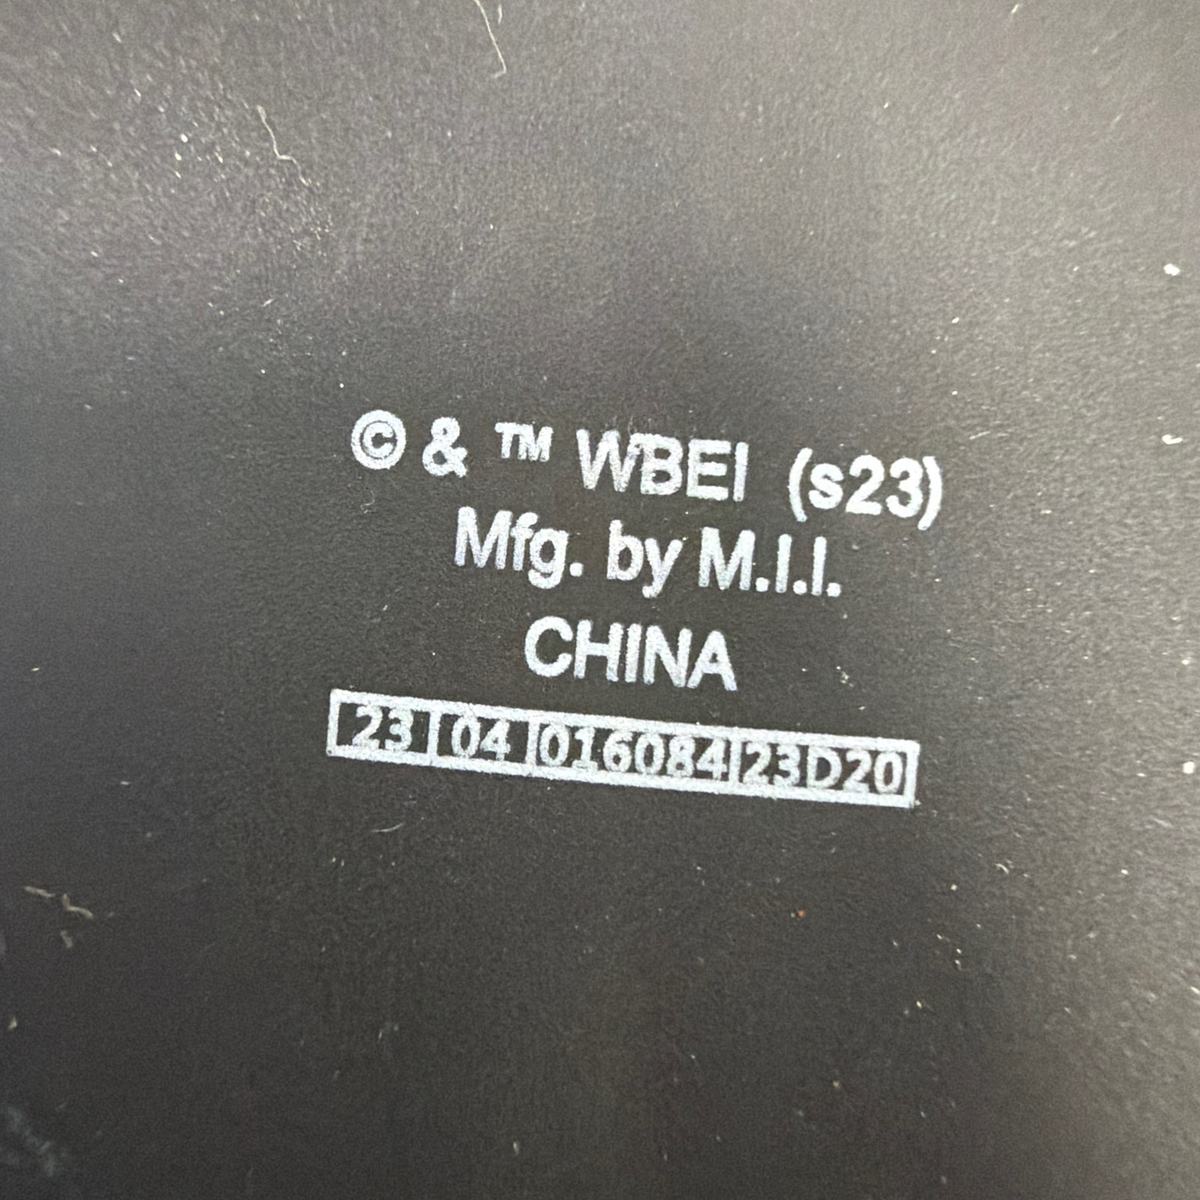 © & ™ WBEI (s23)
Mfg. by M.I.I.
CHINA
23 04 016084 23D20